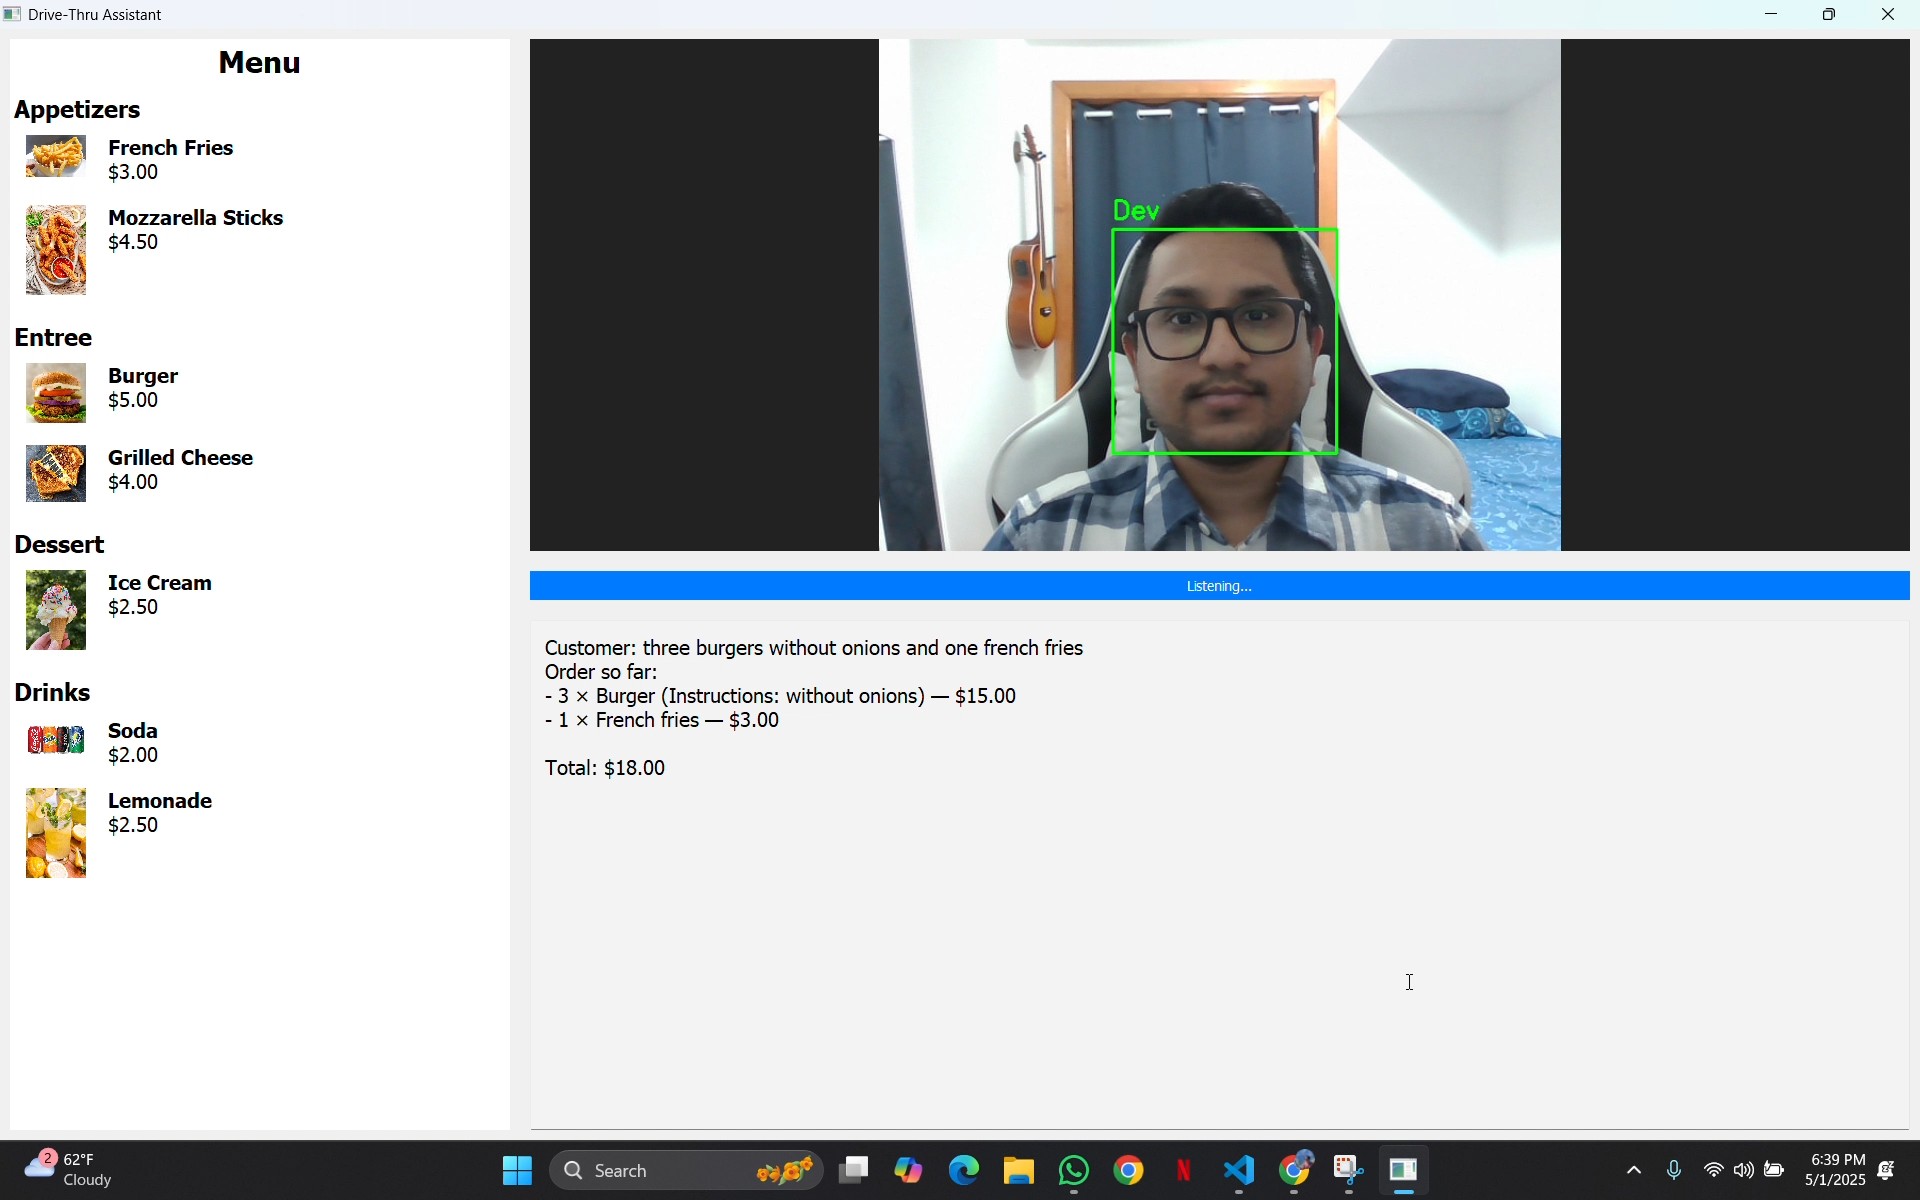 Drive-Thru Assistant
Menu
Appetizers
French Fries
$3.00
Mozzarella Sticks
$4.50
Entree
Burger
$5.00
Grilled Cheese
$4.00
Dessert
Ice Cream
$2.50
Drinks
Soda
$2.00
Lemonade
$2.50
Dev
Listening...
Customer: three burgers without onions and one french fries
Order so far:
- 3 × Burger (Instructions: without onions) — $15.00
- 1 × French fries — $3.00
Total: $18.00
2
62°F
Cloudy
Search
N
6:39 PM
5/1/2025